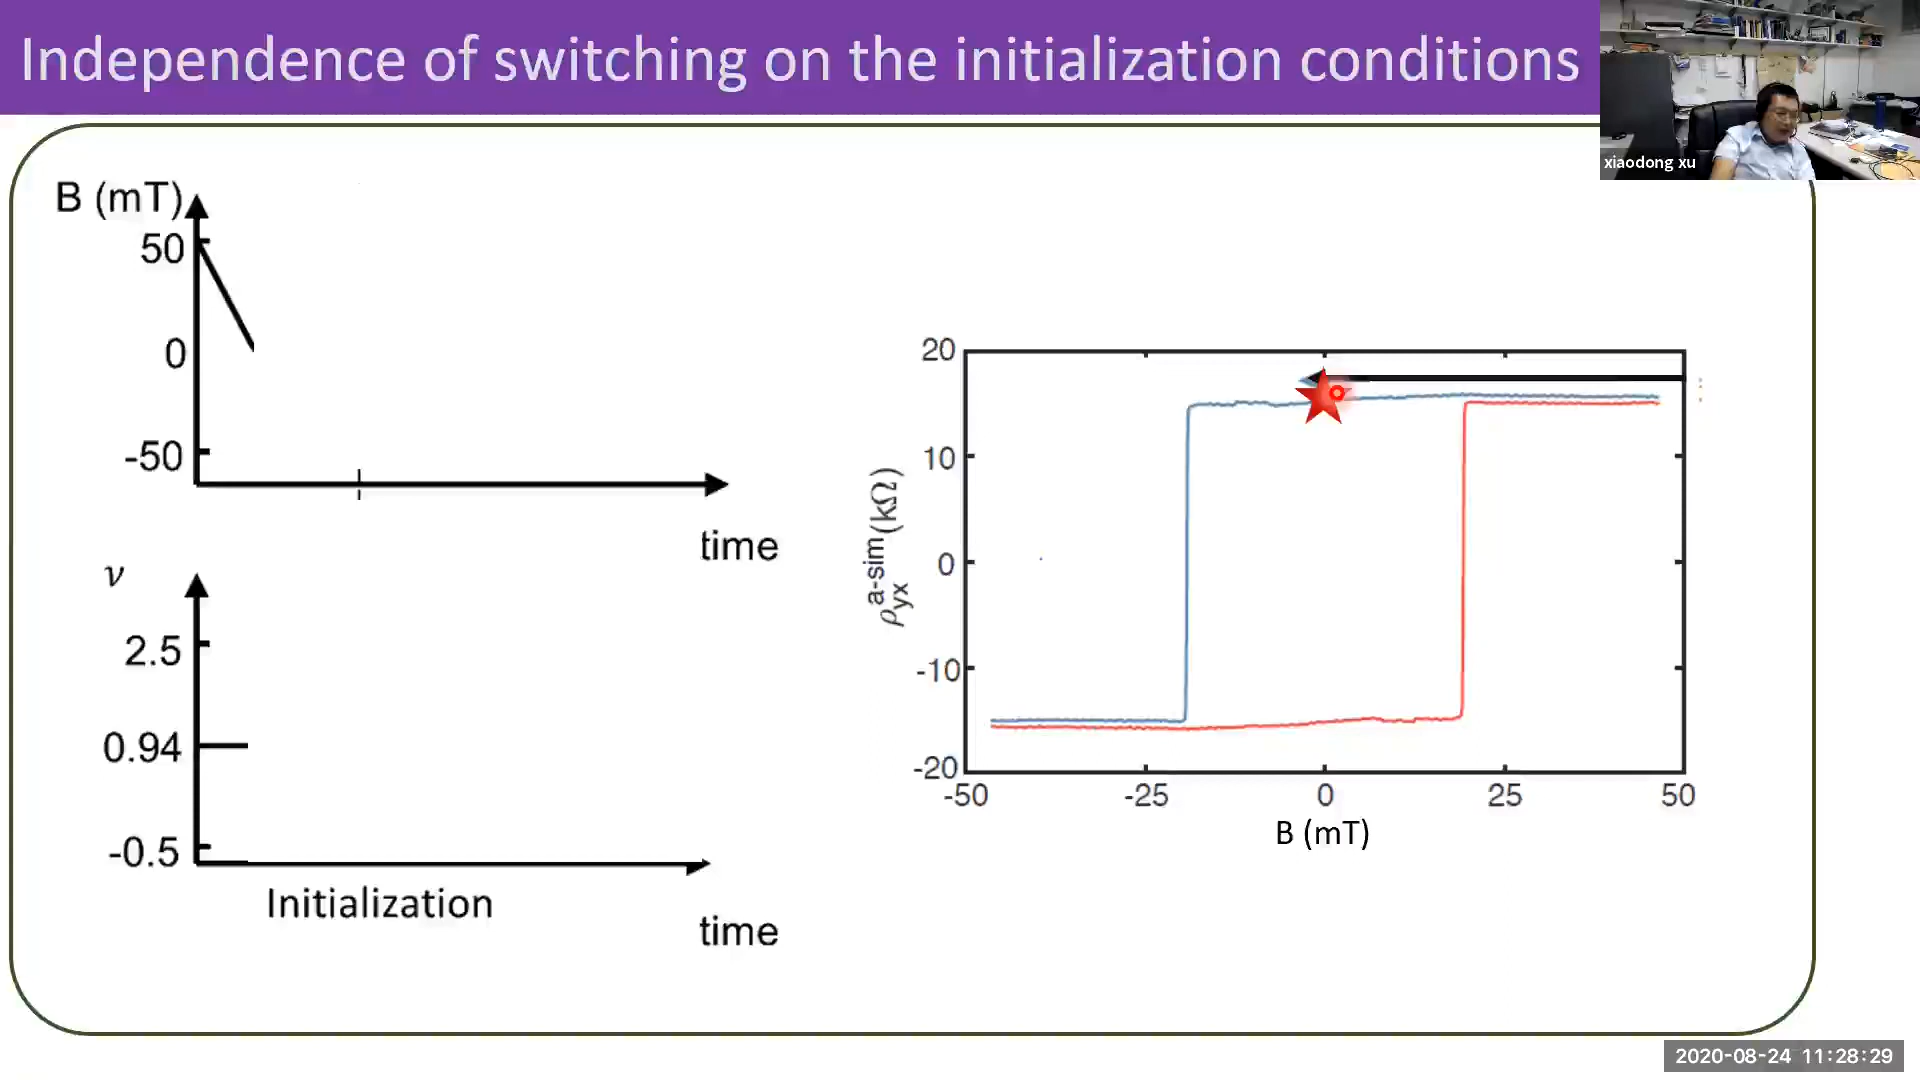 Independence of switching on the initialization conditions
xiaodong xu
B (mT)
50
0
-50
time
ν
2.5
0.94
-0.5
Initialization
time
20
10
0
-10
-20
ρyx a-sim (kΩ)
-50
-25
0
25
50
B (mT)
2020-08-24 11:28:29